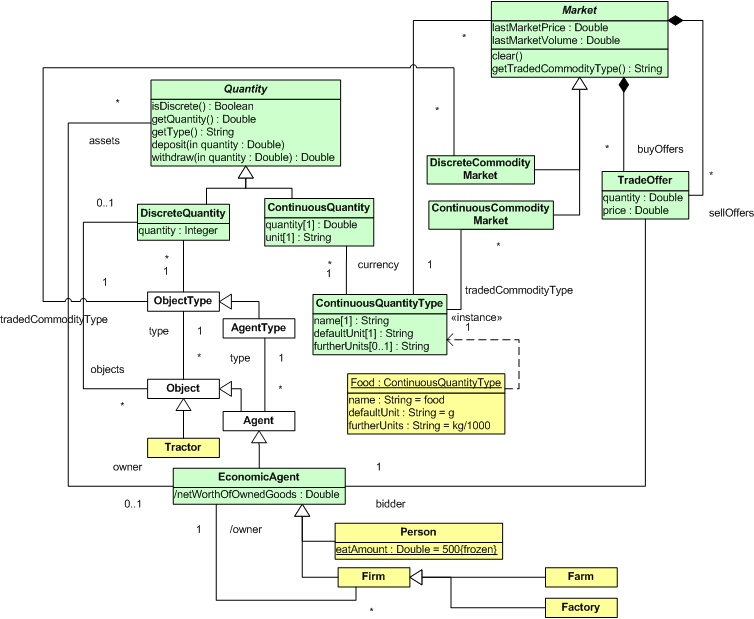 Market
lastMarketPrice : Double
lastMarketVolume : Double
clear()
getTradedCommodityType() : String
*
Quantity
isDiscrete() : Boolean
getQuantity() : Double
getType() : String
deposit(in quantity : Double)
withdraw(in quantity : Double) : Double
*
assets
*
*
buyOffers
*
sellOffers
DiscreteCommodity
Market
TradeOffer
quantity : Double
price : Double
0..1
DiscreteQuantity
quantity : Integer
ContinuousQuantity
quantity[1] : Double
unit[1] : String
ContinuousCommodity
Market
*
*
1
*
1
currency
1
tradedCommodityType
1
tradedCommodityType
ObjectType
ContinuousQuantityType
name[1] : String
defaultUnit[1] : String
furtherUnits[0..1] : String
«instance»
1
type
1
AgentType
*
type
1
objects
*
Object
*
Agent
Food : ContinuousQuantityType
name : String = food
defaultUnit : String = g
furtherUnits : String = kg/1000
Tractor
owner
0..1
EconomicAgent
/netWorthOfOwnedGoods : Double
1
bidder
1
/owner
Person
eatAmount : Double = 500{frozen}
Firm
*
Farm
Factory